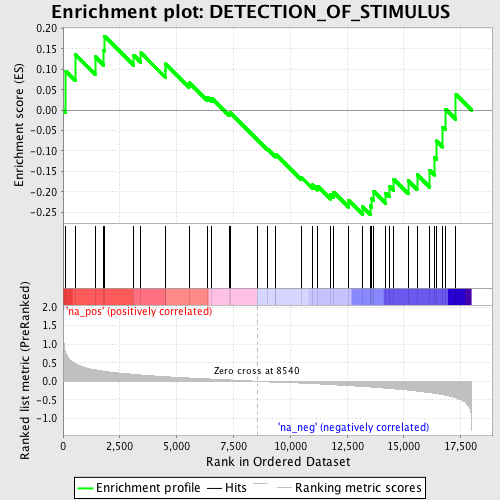 Enrichment plot: DETECTION_OF_STIMULUS
Enrichment score (ES)
0.20
0.15
0.10
0.05
0.00
-0.05
-0.10
-0.15
-0.20
-0.25
'na_pos' (positively correlated)
Ranked list metric (PreRanked)
2.0
1.5
1.0
0.5
0.0
-0.5
-1.0
Zero cross at 8540
'na_neg' (negatively correlated)
0 2,500 5,000 7,500 10,000 12,500 15,000 17,500
Rank in Ordered Dataset
Enrichment profile Hits Ranking metric scores